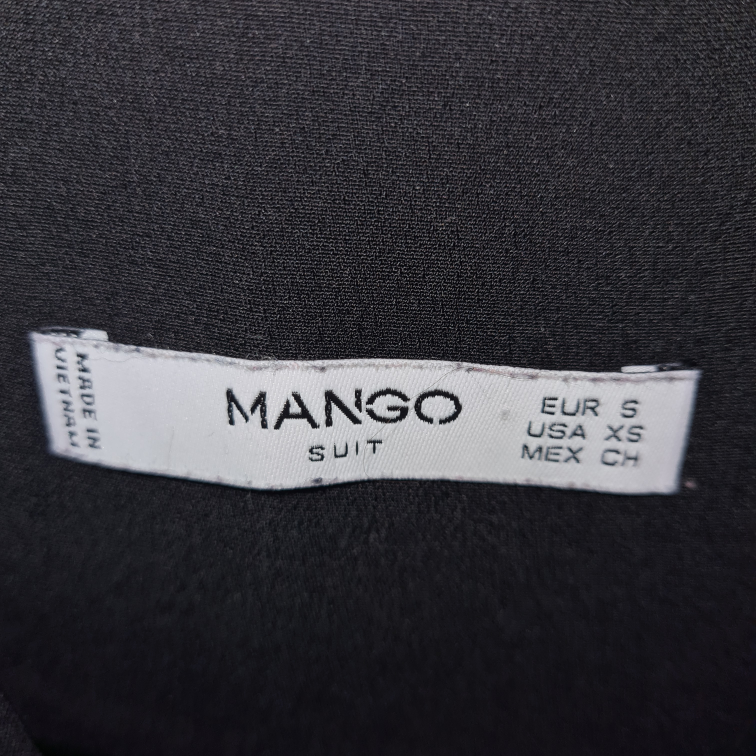 MADE IN
VIETNAM
MANGO
SUIT
EUR S
USA XS
MEX CH